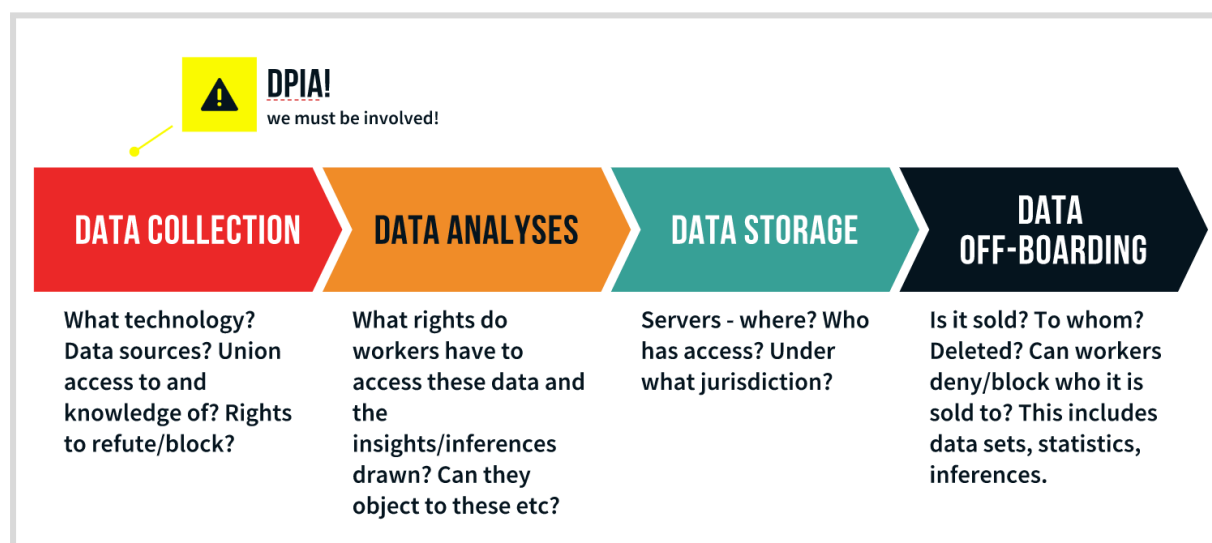 DPIA!
we must be involved!
DATA COLLECTION
What technology?
Data sources? Union
access to and
knowledge of? Rights
to refute/block?
DATA ANALYSES
What rights do
workers have to
access these data and
the
insights/inferences
drawn? Can they
object to these etc?
DATA STORAGE
Servers - where? Who
has access? Under
what jurisdiction?
DATA
OFF-BOARDING
Is it sold? To whom?
Deleted? Can workers
deny/block who it is
sold to? This includes
data sets, statistics,
inferences.